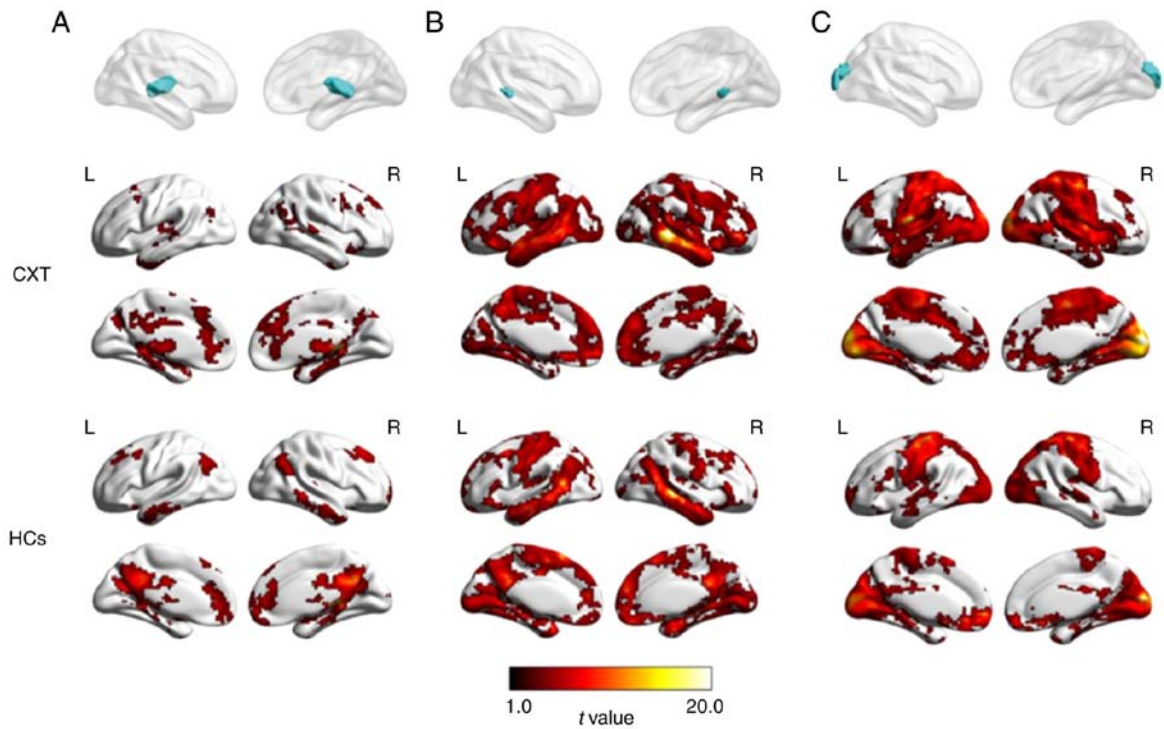 A B C
L R L R L R
CXT
L R L R L R
HCs
1.0 20.0
t value